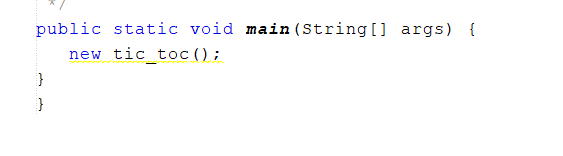 */
public static void main(String[] args) {
new tic_toc();
}
}